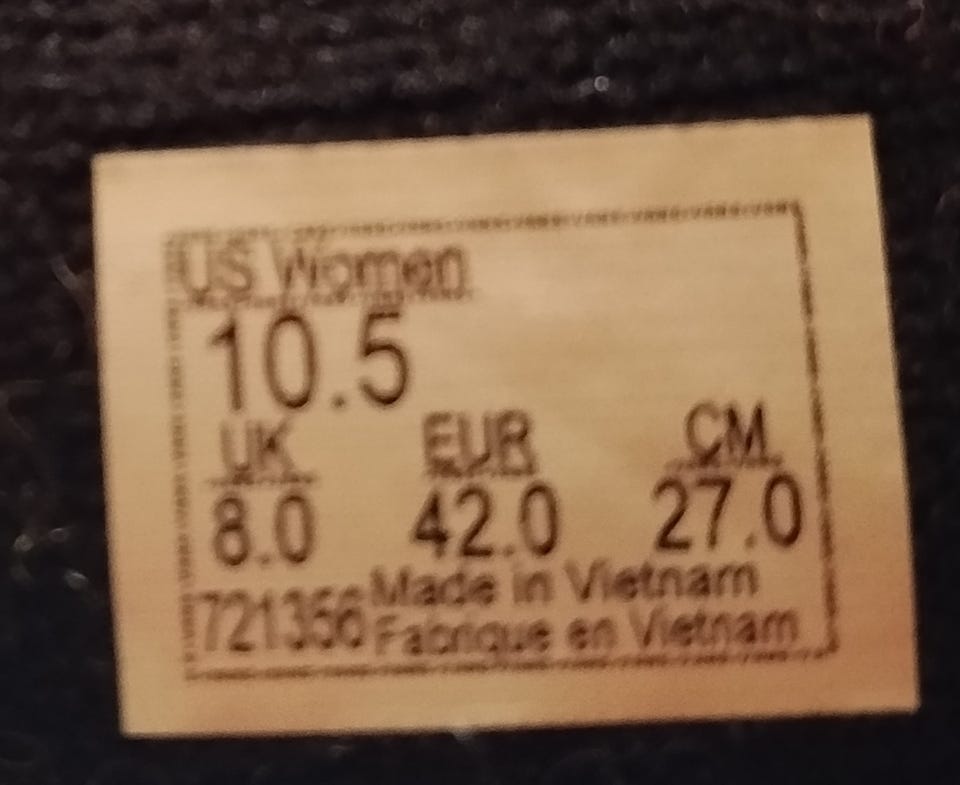 US Women
10.5
UK EUR CM
8.0 42.0 27.0
721356 Made in Vietnam
Fabrique en Vietnam